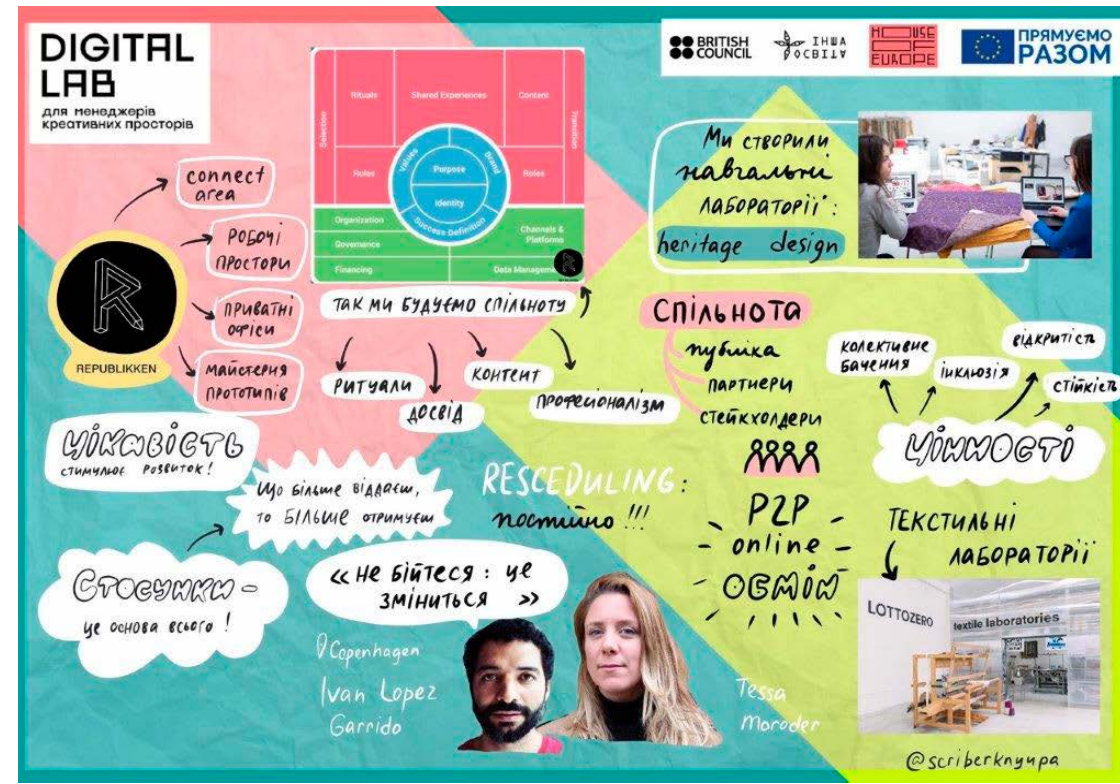 DIGITAL
LAB
для менеджерів
креативних просторів
BRITISH
COUNCIL
ІНША
ОСВІТА
HOUSE
OF
EUROPE
ПРЯМУЄМО
РАЗОМ
Selection
Rituals
Shared Experiences
Content
Transition
Rules
Roles
Values
Brand
Purpose
Identity
Success Definition
Organization
Governance
Financing
Channels &
Platforms
Data Management
connect
area
РОБОЧІ
ПРОСТОРИ
ПРИВАТНІ
ОФІСИ
МАЙСТЕРНЯ
ПРОТОТИПІВ
R
REPUBLIKKEN
ТАК МИ БУДУЄМО СПІЛЬНОТУ
РИТУАЛИ
ДОСВІД
КОНТЕНТ
ПРОФЕСІОНАЛІЗМ
Ми створили
навчальні
лабораторії:
heritage design
СПІЛЬНОТА
публіка
партнери
стейкхолдери
КОЛЕКТИВНЕ
БАЧЕННЯ
ІНКЛЮЗІЯ
ВІДКРИТІСТЬ
СТІЙКІСТЬ
ЦІННОСТІ
ЦІКАВІСТЬ
СТИМУЛЮЄ РОЗВИТОК!
Що більше віддаєш,
то БІЛЬШЕ отримуєш
RESCEDULING:
постійно !!!
P2P
online
ОБМІН
ТЕКСТИЛЬНІ
ЛАБОРАТОРІЇ
LOTTOZERO
textile laboratories
Стосунки -
це основа всього!
«НЕ БІЙТЕСЯ: ЦЕ
ЗМІНИТЬСЯ»
Copenhagen
Ivan Lopez
Garrido
Tessa
Moroder
@scriberknyupa